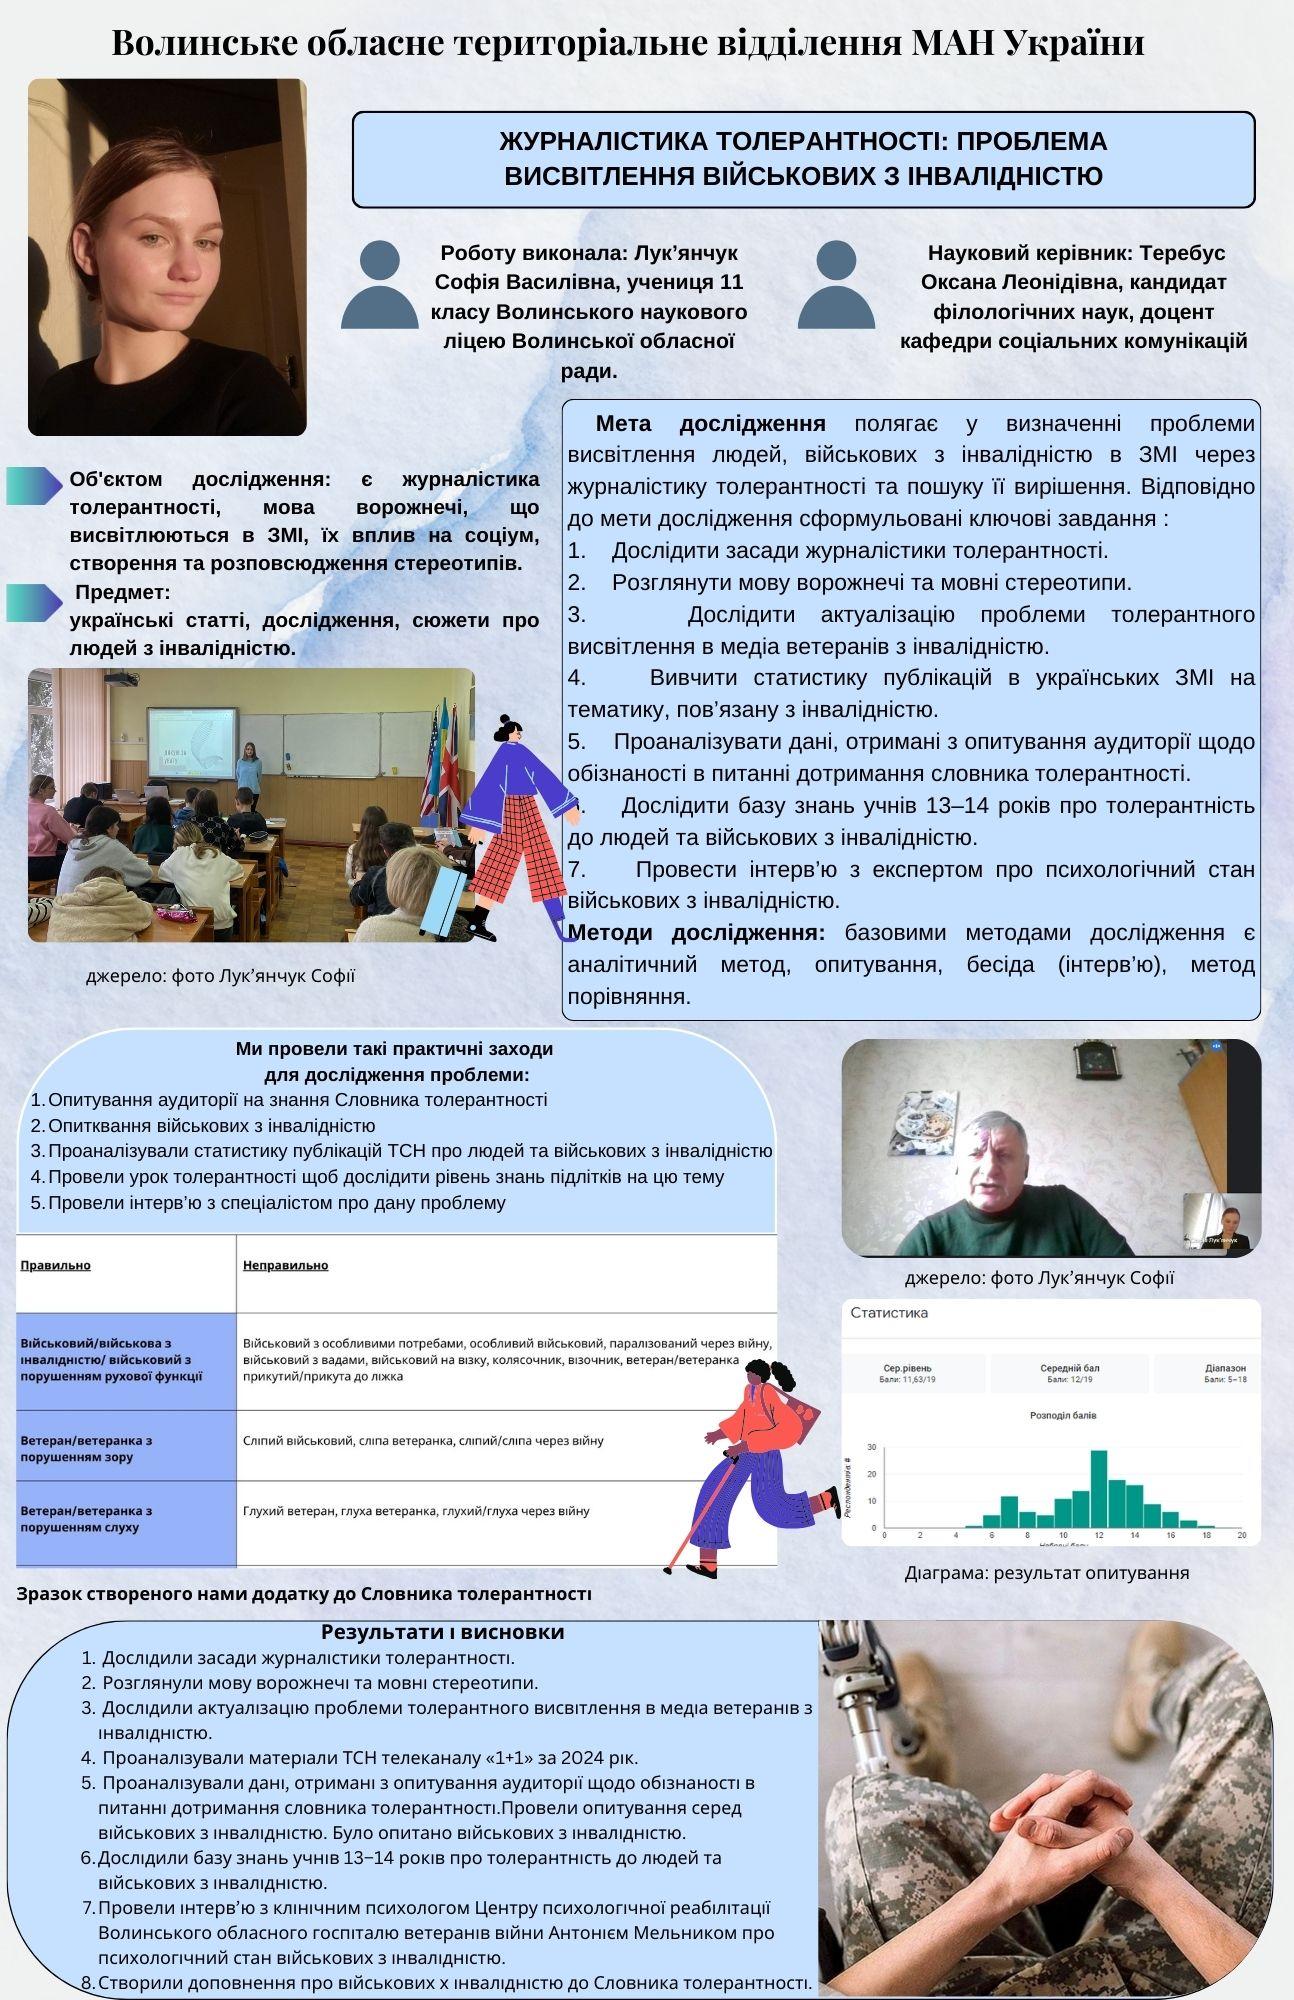 Волинське обласне територіальне відділення МАН України
ЖУРНАЛІСТИКА ТОЛЕРАНТНОСТІ: ПРОБЛЕМА
ВИСВІТЛЕННЯ ВІЙСЬКОВИХ З ІНВАЛІДНІСТЮ
Роботу виконала: Лук’янчук
Софія Василівна, учениця 11
класу Волинського наукового
ліцею Волинської обласної
ради.
Науковий керівник: Теребус
Оксана Леонідівна, кандидат
філологічних наук, доцент
кафедри соціальних комунікацій
Об'єктом дослідження: є журналістика
толерантності, мова ворожнечі, що
висвітлюються в ЗМІ, їх вплив на соціум,
створення та розповсюдження стереотипів.
Предмет:
українські статті, дослідження, сюжети про
людей з інвалідністю.
джерело: фото Лук’янчук Софії
Мета дослідження полягає у визначенні проблеми
висвітлення людей, військових з інвалідністю в ЗМІ через
журналістику толерантності та пошуку її вирішення. Відповідно
до мети дослідження сформульовані ключові завдання :
1. Дослідити засади журналістики толерантності.
2. Розглянути мову ворожнечі та мовні стереотипи.
3. Дослідити актуалізацію проблеми толерантного
висвітлення в медіа ветеранів з інвалідністю.
4. Вивчити статистику публікацій в українських ЗМІ на
тематику, пов’язану з інвалідністю.
5. Проаналізувати дані, отримані з опитування аудиторії щодо
обізнаності в питанні дотримання словника толерантності.
Дослідити базу знань учнів 13–14 років про толерантність
до людей та військових з інвалідністю.
7. Провести інтерв’ю з експертом про психологічний стан
військових з інвалідністю.
Методи дослідження: базовими методами дослідження є
аналітичний метод, опитування, бесіда (інтерв’ю), метод
порівняння.
Ми провели такі практичні заходи
для дослідження проблеми:
1. Опитування аудиторії на знання Словника толерантності
2. Опитквання військових з інвалідністю
3. Проаналізували статистику публікацій ТСН про людей та військових з інвалідністю
4. Провели урок толерантності щоб дослідити рівень знань підлітків на цю тему
5. Провели інтерв’ю з спеціалістом про дану проблему
Правильно
Неправильно
Військовий/військова з
інвалідністю/ військовий з
порушенням рухової функції
Військовий з особливими потребами, особливий військовий, паралізований через війну,
військовий з вадами, військовий на візку, колясочник, візочник, ветеран/ветеранка
прикутий/прикута до ліжка
Ветеран/ветеранка з
порушенням зору
Сліпий військовий, сліпа ветеранка, сліпий/сліпа через війну
Ветеран/ветеранка з
порушенням слуху
Глухий ветеран, глуха ветеранка, глухий/глуха через війну
Зразок створеного нами додатку до Словника толерантності
джерело: фото Лук’янчук Софії
Статистика
Сер.рівень
Бали: 11,63/19
Середній бал
Бали: 12/19
Діапазон
Бали: 5–18
Розподіл балів
Респондентів: #
30
20
10
0
0 2 4 6 8 10 12 14 16 18 20
Діаграма: результат опитування
Результати і висновки
1. Дослідили засади журналістики толерантності.
2. Розглянули мову ворожнечі та мовні стереотипи.
3. Дослідили актуалізацію проблеми толерантного висвітлення в медіа ветеранів з
інвалідністю.
4. Проаналізували матеріали ТСН телеканалу «1+1» за 2024 рік.
5. Проаналізували дані, отримані з опитування аудиторії щодо обізнаності в
питанні дотримання словника толерантності.Провели опитування серед
військових з інвалідністю. Було опитано військових з інвалідністю.
6. Дослідили базу знань учнів 13–14 років про толерантність до людей та
військових з інвалідністю.
7. Провели інтерв’ю з клінічним психологом Центру психологічної реабілітації
Волинського обласного госпіталю ветеранів війни Антонієм Мельником про
психологічний стан військових з інвалідністю.
8. Створили доповнення про військових х інвалідністю до Словника толерантності.